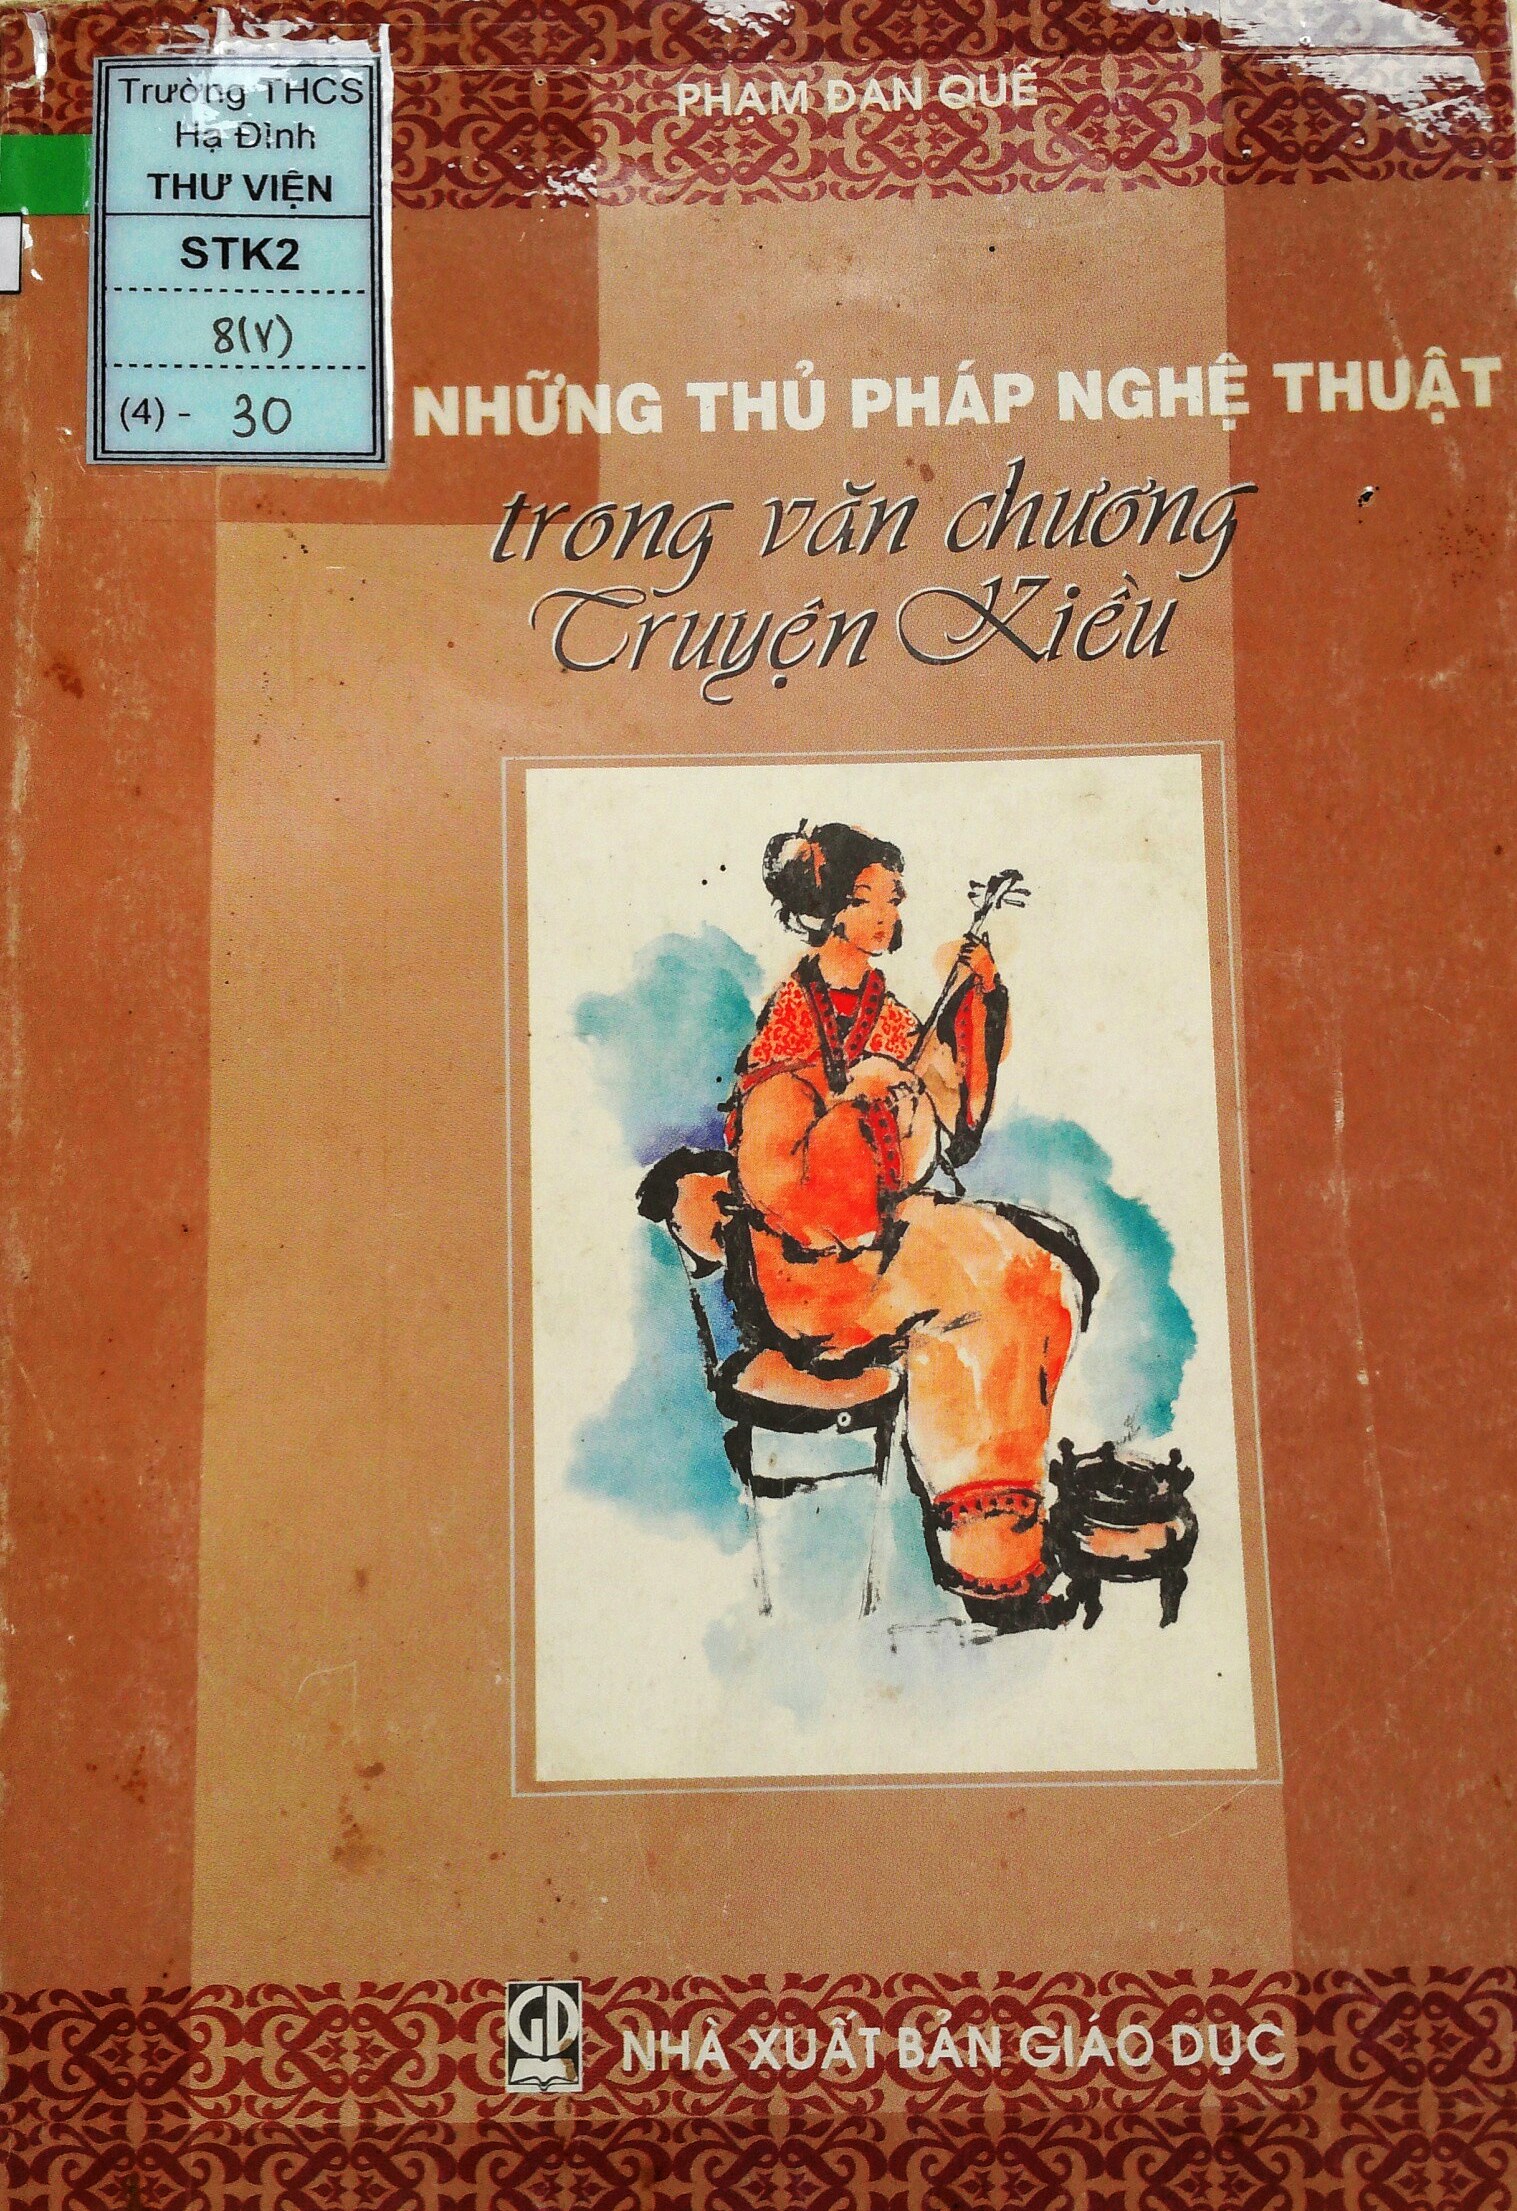 Trường THCS
Hạ Đình
THƯ VIỆN
STK2
8(V)
(4) - 30
PHẠM ĐAN QUẾ
NHỮNG THỦ PHÁP NGHỆ THUẬT
trong văn chương
Truyện Kiều
GD
NHÀ XUẤT BẢN GIÁO DỤC